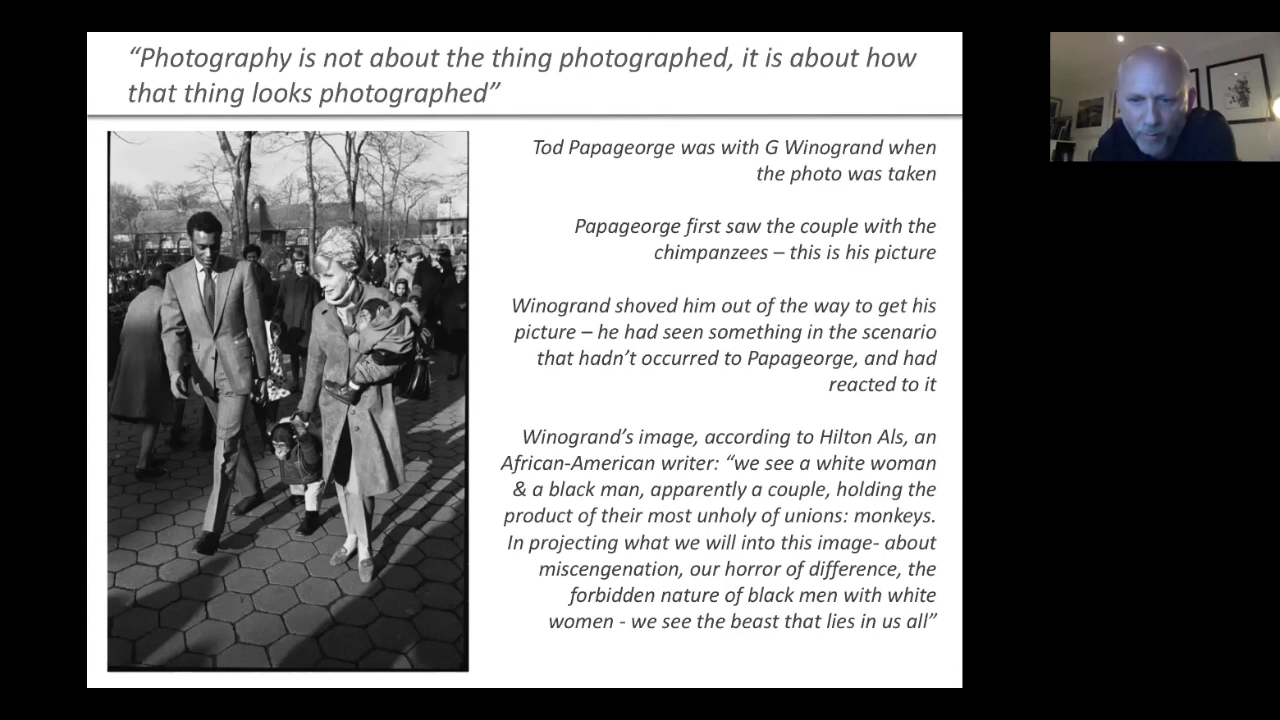 “Photography is not about the thing photographed, it is about how
that thing looks photographed”
Tod Papageorge was with G Winogrand when
the photo was taken
Papageorge first saw the couple with the
chimpanzees – this is his picture
Winogrand shoved him out of the way to get his
picture – he had seen something in the scenario
that hadn’t occurred to Papageorge, and had
reacted to it
Winogrand’s image, according to Hilton Als, an
African-American writer: “we see a white woman
& a black man, apparently a couple, holding the
product of their most unholy of unions: monkeys.
In projecting what we will into this image- about
miscengenation, our horror of difference, the
forbidden nature of black men with white
women - we see the beast that lies in us all”